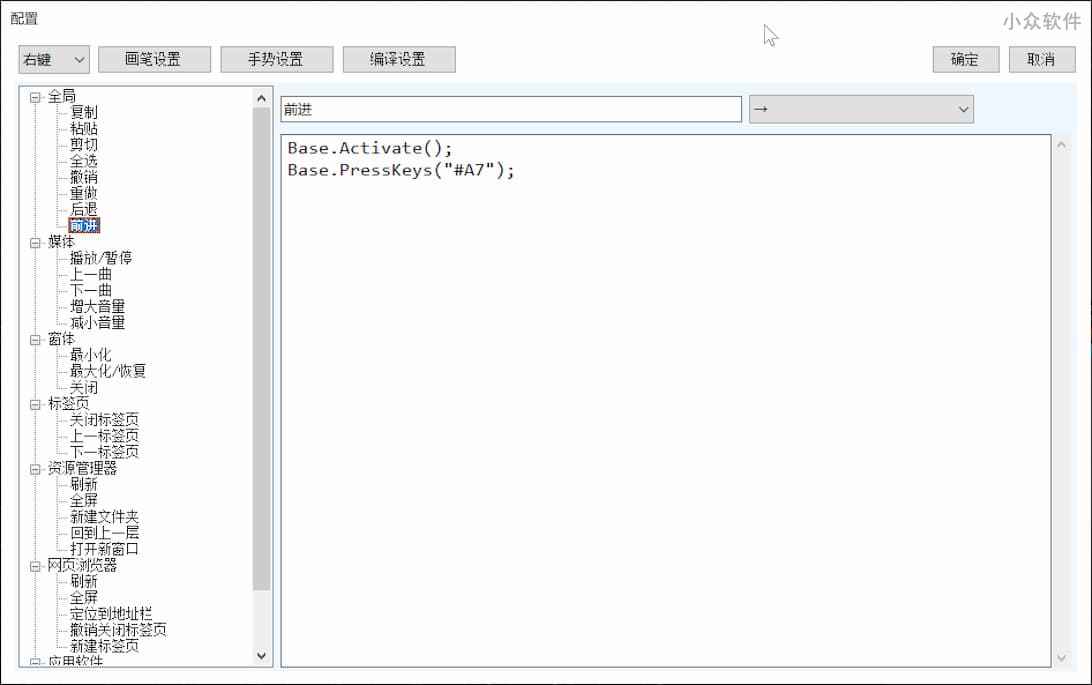 配置
小众软件
右键 画笔设置 手势设置 编译设置 确定 取消
全局
复制
粘贴
剪切
全选
撤销
重做
后退
前进
媒体
播放/暂停
上一曲
下一曲
增大音量
减小音量
窗体
最小化
最大化/恢复
关闭
标签页
关闭标签页
上一标签页
下一标签页
资源管理器
刷新
全屏
新建文件夹
回到上一层
打开新窗口
网页浏览器
刷新
全屏
定位到地址栏
撤销关闭标签页
新建标签页
应用软件
前进 →
Base.Activate();
Base.PressKeys("#A7");